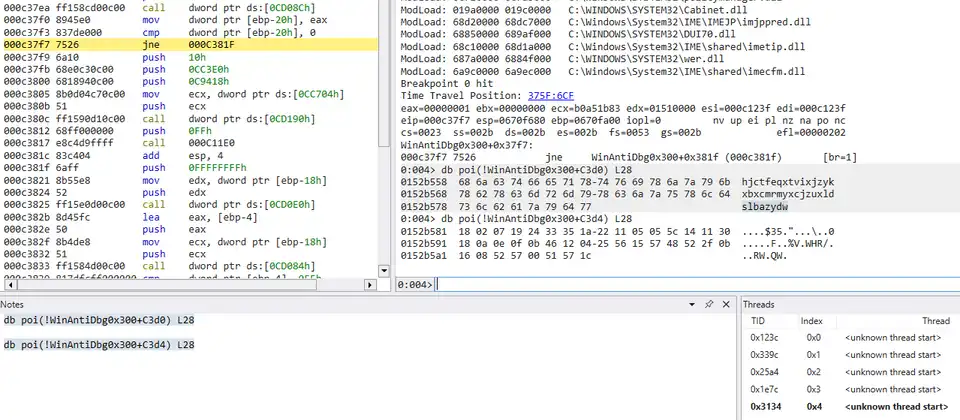 000c37ea ff158cd00c00 call dword ptr ds:[0CD08Ch]
000c37f0 8945e0 mov dword ptr [ebp-20h], eax
000c37f3 837de000 cmp dword ptr [ebp-20h], 0
000c37f7 7526 jne 000C381F
000c37f9 6a10 push 10h
000c37fb 68e0c30c00 push 0CC3E0h
000c3800 6818940c00 push 0C9418h
000c3805 8b0d04c70c00 mov ecx, dword ptr ds:[0CC704h]
000c380b 51 push ecx
000c380c ff1590d10c00 call dword ptr ds:[0CD190h]
000c3812 68ff000000 push 0FFh
000c3817 e8c4d9ffff call 000C11E0
000c381c 83c404 add esp, 4
000c381f 6aff push 0FFFFFFFFh
000c3821 8b55e8 mov edx, dword ptr [ebp-18h]
000c3824 52 push edx
000c3825 ff15e0d00c00 call dword ptr ds:[0CD0E0h]
000c382b 8d45fc lea eax, [ebp-4]
000c382e 50 push eax
000c382f 8b4de8 mov ecx, dword ptr [ebp-18h]
000c3832 51 push ecx
000c3833 ff1584d00c00 call dword ptr ds:[0CD084h]
ModLoad: 019a0000 019c0000 C:\WINDOWS\SYSTEM32\Cabinet.dll
ModLoad: 68d20000 68dc7000 C:\WINDOWS\System32\IME\IMEJP\imjppred.dll
ModLoad: 68850000 689af000 C:\WINDOWS\System32\DUI70.dll
ModLoad: 68c10000 68d1a000 C:\WINDOWS\System32\IME\shared\imetip.dll
ModLoad: 687a0000 6884f000 C:\WINDOWS\System32\wer.dll
ModLoad: 6a9c0000 6a9ec000 C:\WINDOWS\System32\IME\shared\imecfm.dll
Breakpoint 0 hit
Time Travel Position: 375F:6CF
eax=00000001 ebx=00000000 ecx=b0a51b83 edx=01510000 esi=000c123f edi=000c123f
eip=000c37f7 esp=0670f680 ebp=0670fa00 iopl=0 nv up ei pl nz na po nc
cs=0023 ss=002b ds=002b es=002b fs=0053 gs=002b efl=00000202
WinAntiDbg0x300+0x37f7:
000c37f7 7526 jne WinAntiDbg0x300+0x381f (000c381f) [br=1]
0:004> db poi(!WinAntiDbg0x300+C3d0) L28
0152b558 68 6a 63 74 66 65 71 78-74 76 69 78 6a 7a 79 6b hjctfeqxtvixjzyk
0152b568 78 62 78 63 6d 72 6d 79-78 63 6a 7a 75 78 6c 64 xbxcmrmyxcjzuxld
0152b578 73 6c 62 61 7a 79 64 77 slbazydw
0:004> db poi(!WinAntiDbg0x300+C3d4) L28
0152b581 18 02 07 19 24 33 35 1a-22 11 05 05 5c 14 11 30 ....$35."...\..0
0152b591 18 0a 0e 0f 0b 46 12 04-25 56 15 57 48 52 2f 0b .....F..%V.WHR/.
0152b5a1 16 08 52 57 00 51 57 1c ..RW.QW.
0:004>
Notes
db poi(!WinAntiDbg0x300+C3d0) L28
db poi(!WinAntiDbg0x300+C3d4) L28
Threads
TID Index Thread
0x123c 0x0 <unknown thread start>
0x339c 0x1 <unknown thread start>
0x25a4 0x2 <unknown thread start>
0x1e7c 0x3 <unknown thread start>
0x3134 0x4 <unknown thread start>